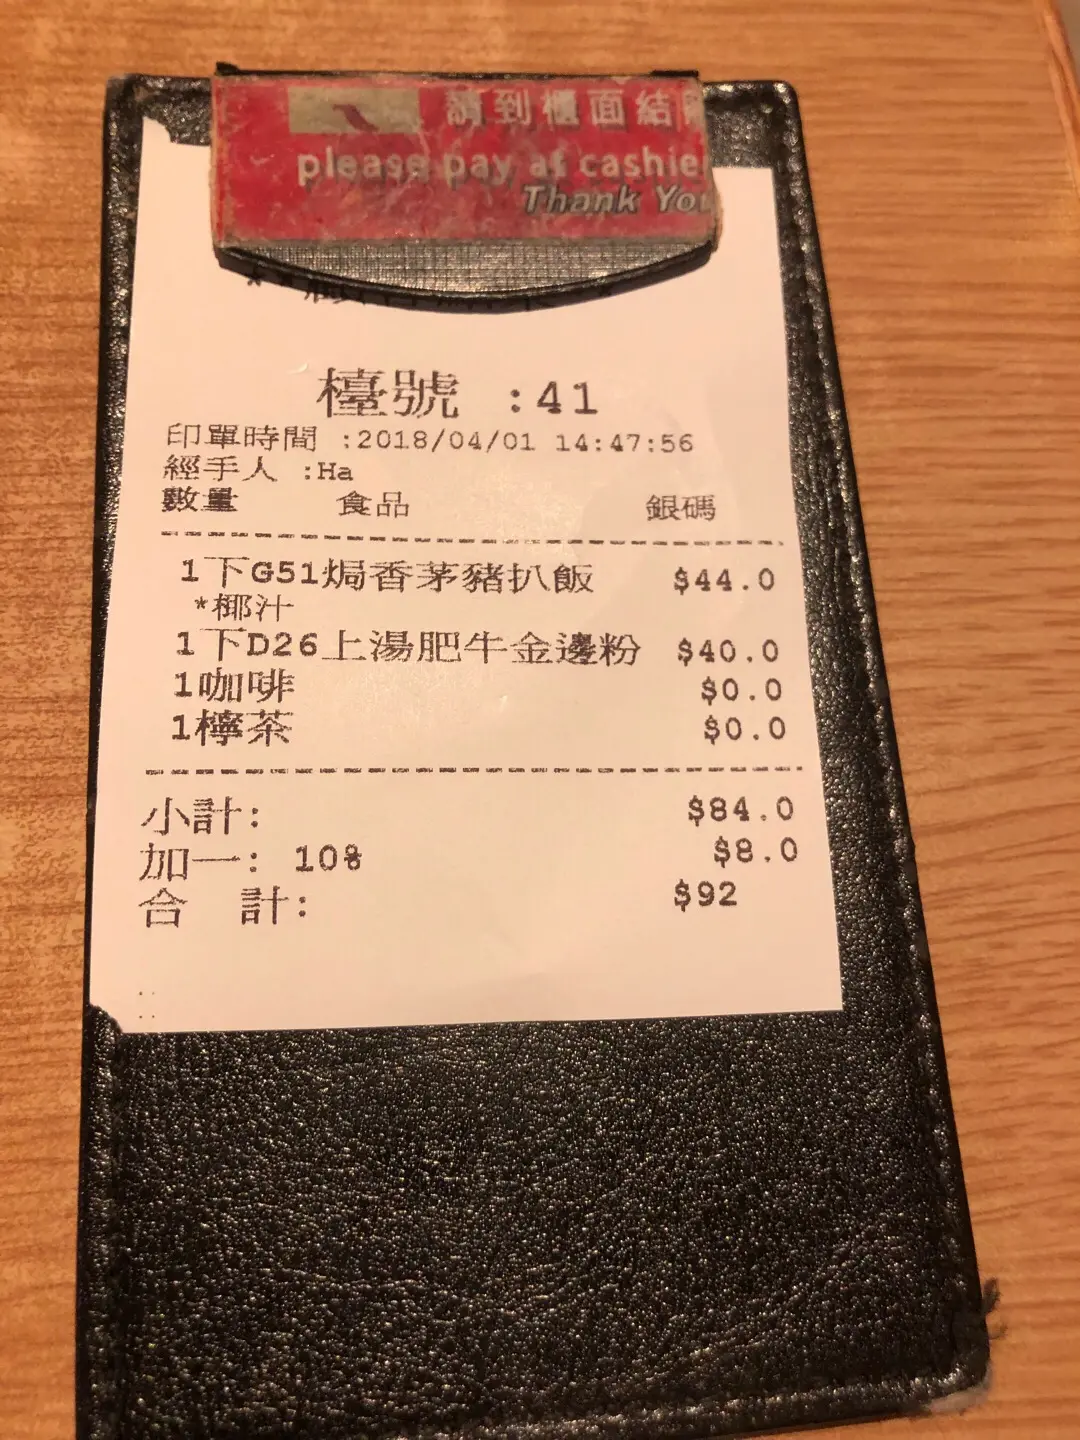 請到櫃面結
please pay at cashie
Thank You
檯號 :41
印單時間 :2018/04/01 14:47:56
經手人 :Ha
數量 食品 銀碼
1下G51焗香茅豬扒飯 $44.0
*椰汁
1下D26上湯肥牛金邊粉 $40.0
1咖啡 $0.0
1檸茶 $0.0
小計: $84.0
加一: 10% $8.0
合 計: $92